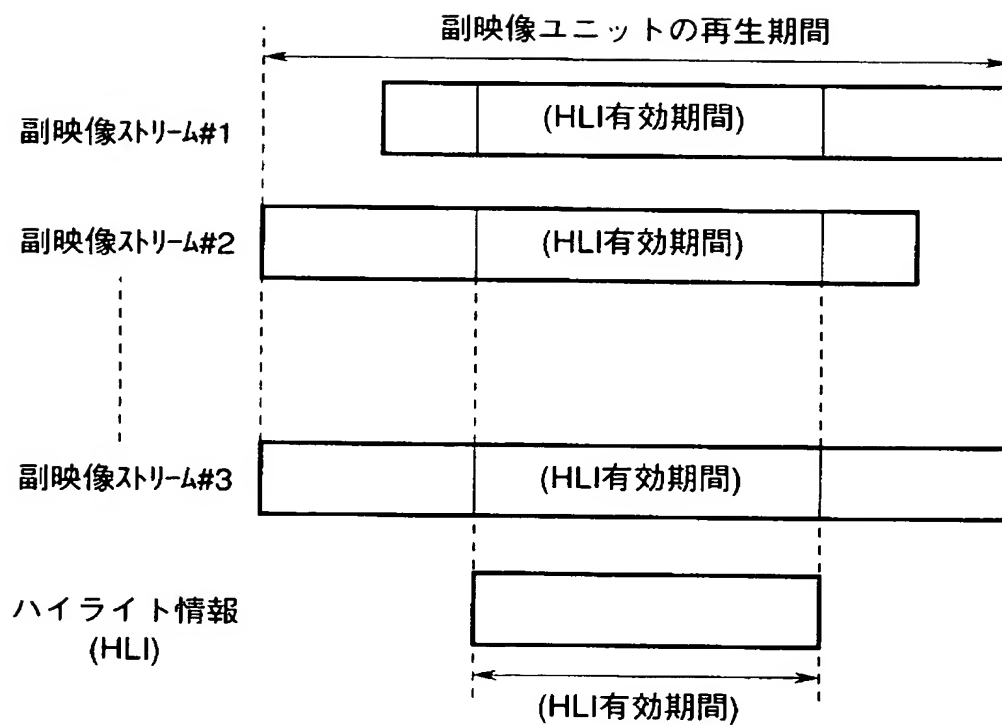 副映像ユニットの再生期間
副映像ストリーム#1
(HLI有効期間)
副映像ストリーム#2
(HLI有効期間)
副映像ストリーム#3
(HLI有効期間)
ハイライト情報
(HLI)
(HLI有効期間)